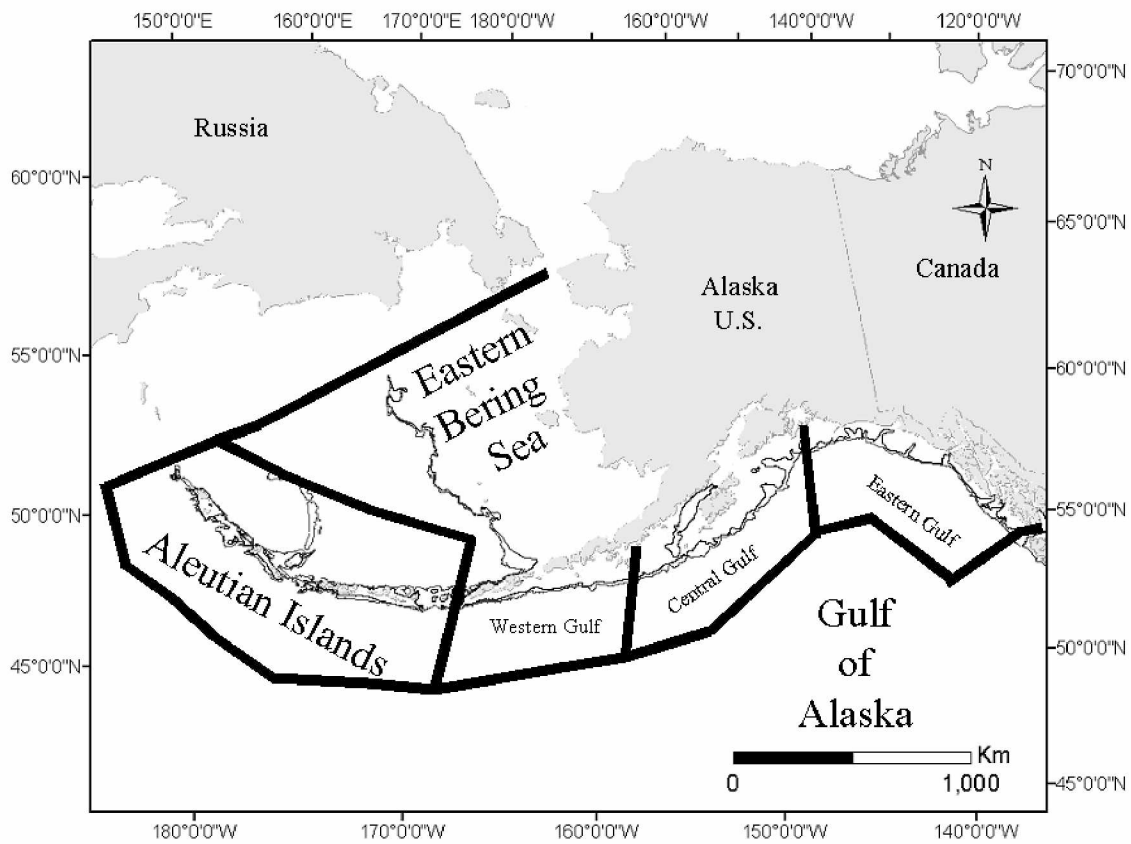 150°0'0"E 160°0'0"E 170°0'0"E 180°0'0"W 160°0'0"W 140°0'0"W 120°0'0"W
70°0'0"N
Russia
N
60°0'0"N
65°0'0"N
Canada
Alaska
U.S.
55°0'0"N
60°0'0"N
Eastern
Bering
Sea
50°0'0"N
55°0'0"N
Eastern Gulf
Aleutian Islands
Central Gulf
Western Gulf
Gulf
of
Alaska
45°0'0"N
50°0'0"N
Km
0 1,000
45°0'0"N
180°0'0"W 170°0'0"W 160°0'0"W 150°0'0"W 140°0'0"W